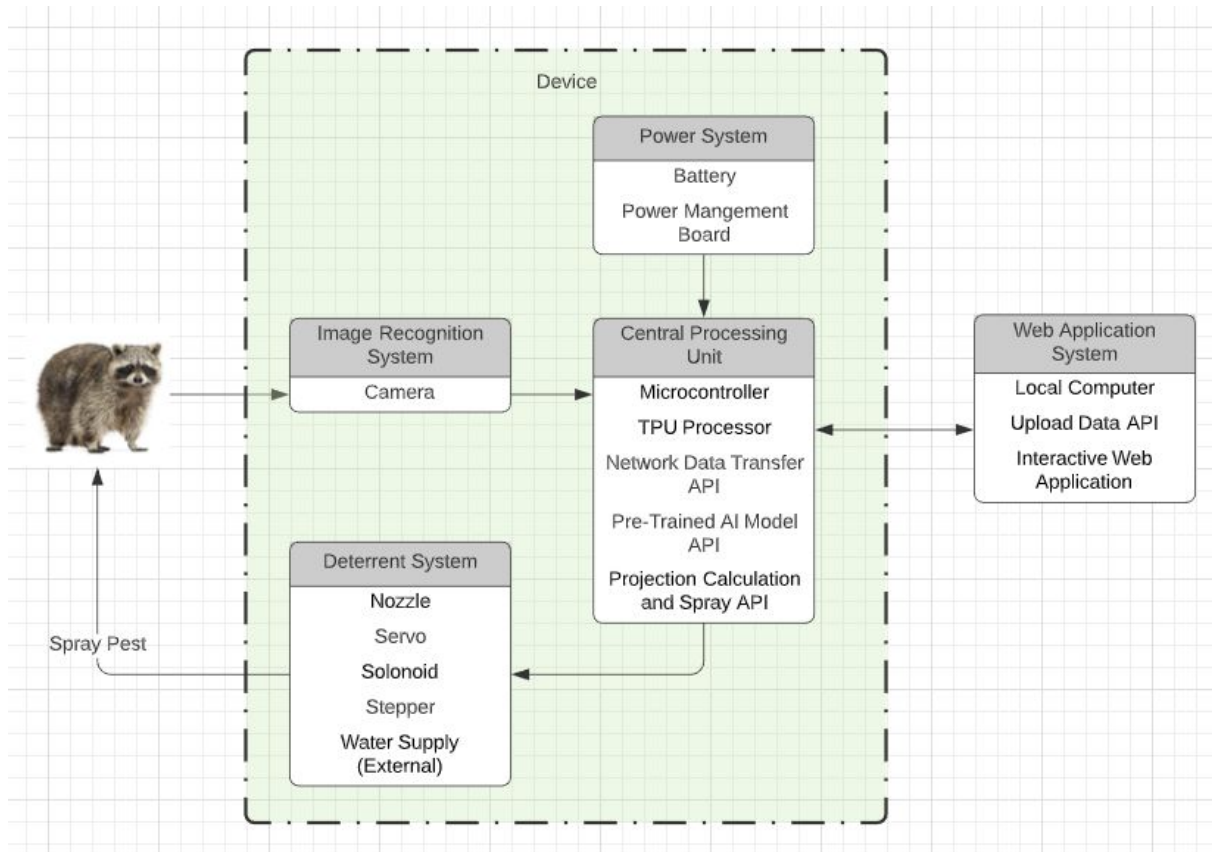 Device
Power System
Battery
Power Mangement
Board
Image Recognition
System
Camera
Central Processing
Unit
Microcontroller
TPU Processor
Network Data Transfer
API
Pre-Trained AI Model
API
Projection Calculation
and Spray API
Web Application
System
Local Computer
Upload Data API
Interactive Web
Application
Deterrent System
Nozzle
Servo
Solonoid
Stepper
Water Supply
(External)
Spray Pest